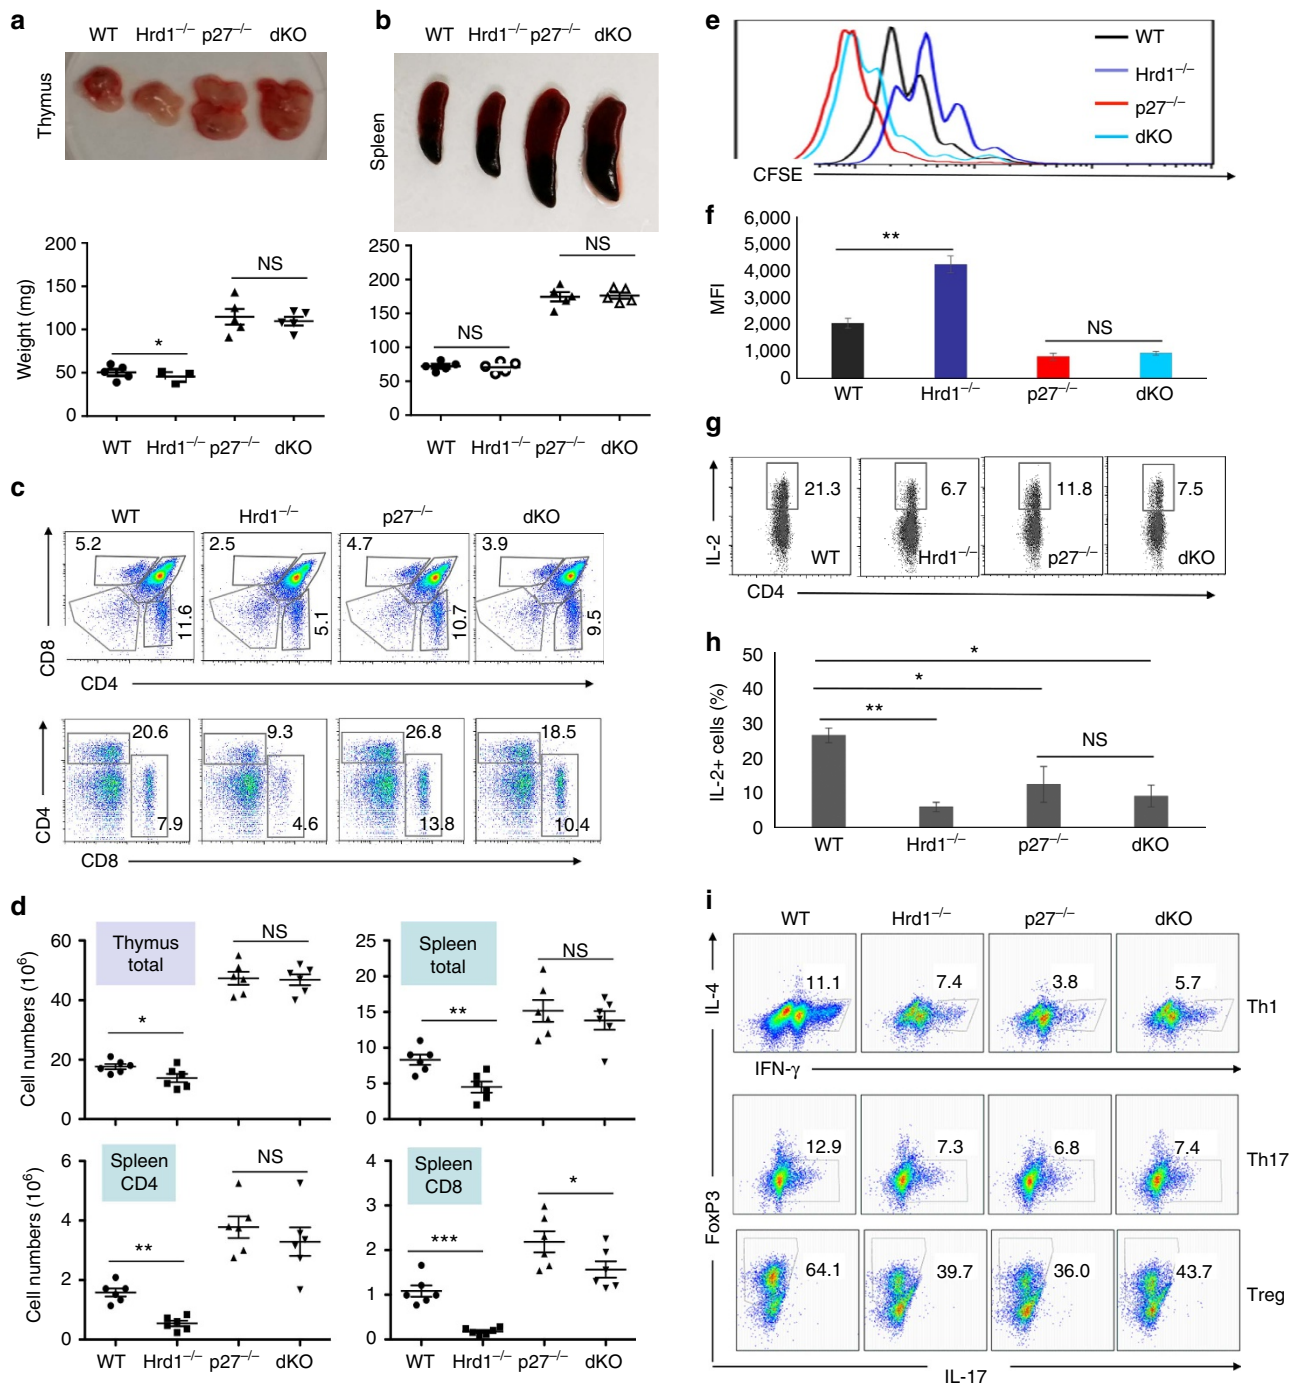 a
WT Hrd1⁻/⁻ p27⁻/⁻ dKO
Thymus
200
150
100
50
0
Weight (mg)
*
NS
WT Hrd1⁻/⁻ p27⁻/⁻ dKO
b
WT Hrd1⁻/⁻ p27⁻/⁻ dKO
Spleen
250
200
150
100
50
0
NS
NS
WT Hrd1⁻/⁻ p27⁻/⁻ dKO
c
WT Hrd1⁻/⁻ p27⁻/⁻ dKO
5.2 2.5 4.7 3.9
11.6 5.1 10.7 9.5
CD8
CD4
20.6 9.3 26.8 18.5
7.9 4.6 13.8 10.4
CD4
CD8
d
Thymus
total
60
40
20
0
Cell numbers (10⁶)
*
NS
Spleen
total
25
20
15
10
5
0
**
NS
Spleen
CD4
6
4
2
0
Cell numbers (10⁶)
**
NS
WT Hrd1⁻/⁻ p27⁻/⁻ dKO
Spleen
CD8
4
3
2
1
0
***
*
WT Hrd1⁻/⁻ p27⁻/⁻ dKO
e
WT
Hrd1⁻/⁻
p27⁻/⁻
dKO
CFSE
f
6,000
5,000
4,000
3,000
2,000
1,000
0
MFI
**
NS
WT Hrd1⁻/⁻ p27⁻/⁻ dKO
g
21.3 6.7 11.8 7.5
WT Hrd1⁻/⁻ p27⁻/⁻ dKO
IL-2
CD4
h
50
40
30
20
10
0
IL-2+ cells (%)
*
*
**
NS
WT Hrd1⁻/⁻ p27⁻/⁻ dKO
i
WT Hrd1⁻/⁻ p27⁻/⁻ dKO
IL-4
11.1 7.4 3.8 5.7
Th1
IFN-γ
12.9 7.3 6.8 7.4
Th17
FoxP3
64.1 39.7 36.0 43.7
Treg
IL-17